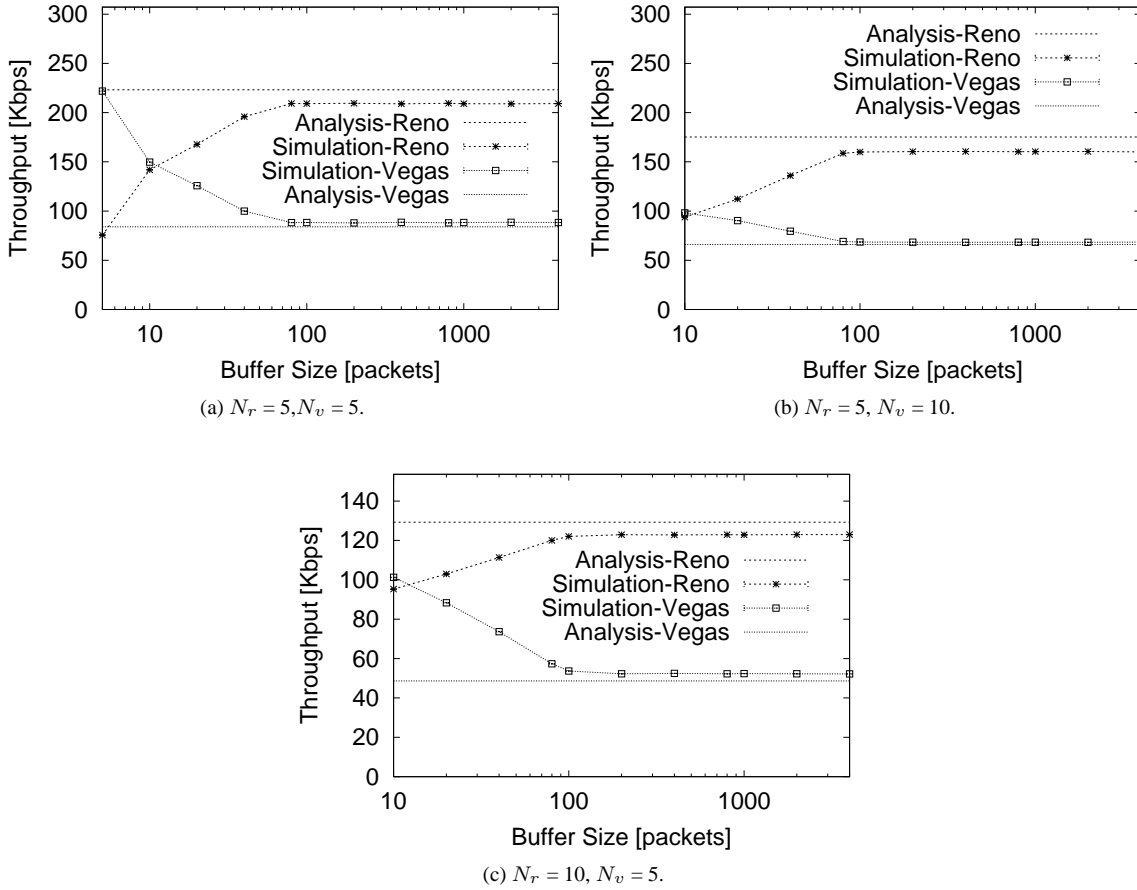 300
250
200
150
100
50
0
Throughput [Kbps]
Analysis-Reno
Simulation-Reno
Simulation-Vegas
Analysis-Vegas
10
100
1000
Buffer Size [packets]
(a) N_r = 5,N_v = 5.
300
250
200
150
100
50
0
Throughput [Kbps]
Analysis-Reno
Simulation-Reno
Simulation-Vegas
Analysis-Vegas
10
100
1000
Buffer Size [packets]
(b) N_r = 5, N_v = 10.
140
120
100
80
60
40
20
0
Throughput [Kbps]
Analysis-Reno
Simulation-Reno
Simulation-Vegas
Analysis-Vegas
10
100
1000
Buffer Size [packets]
(c) N_r = 10, N_v = 5.